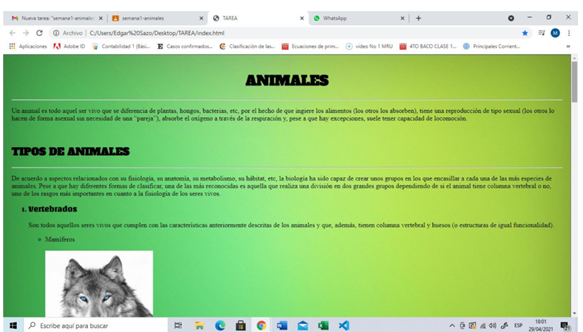 Nueva tarea: "semana1-animales
semana1-animales
TAREA
WhatsApp
Archivo | C:/Users/Edgar%20Sazo/Desktop/TAREA/index.html
Aplicaciones
Adobe ID
Contabilidad 1 (Bási...
Casos confirmados...
Clasificación de las...
Ecuaciones de prim...
video No 1 MRU
4TO BACO CLASE 1...
Principales Corrient...
ANIMALES
Un animal es todo aquel ser vivo que se diferencia de plantas, hongos, bacterias, etc, por el hecho de que ingiere los alimentos (los otros los absorben), tiene una reproducción de tipo sexual (los otros lo
hacen de forma asexual sin necesidad de una "pareja"), absorbe el oxígeno a través de la respiración y, pese a que hay excepciones, suele tener capacidad de locomoción.
TIPOS DE ANIMALES
De acuerdo a aspectos relacionados con su fisiología, su anatomía, su metabolismo, su hábitat, etc, la biología ha sido capaz de crear unos grupos en los que encasillar a cada una de las más especies de
animales. Pese a que hay diferentes formas de clasificar, una de las más reconocidas es aquella que realiza una división en dos grandes grupos dependiendo de si el animal tiene columna vertebral o no,
uno de los rasgos más importantes en cuanto a la fisiología de los seres vivos.
1. Vertebrados
Son todos aquellos seres vivos que cumplen con las características anteriormente descritas de los animales y que, además, tienen columna vertebral y huesos (o estructuras de igual funcionalidad).
Mamíferos
Escribe aquí para buscar
ESP
18:01
29/04/2021